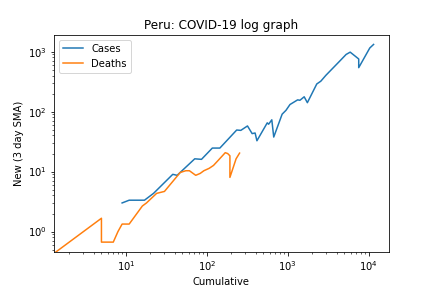 Peru: COVID-19 log graph
Cases
Deaths
New (3 day SMA)
10³
10²
10¹
10⁰
10¹ 10² 10³ 10⁴
Cumulative